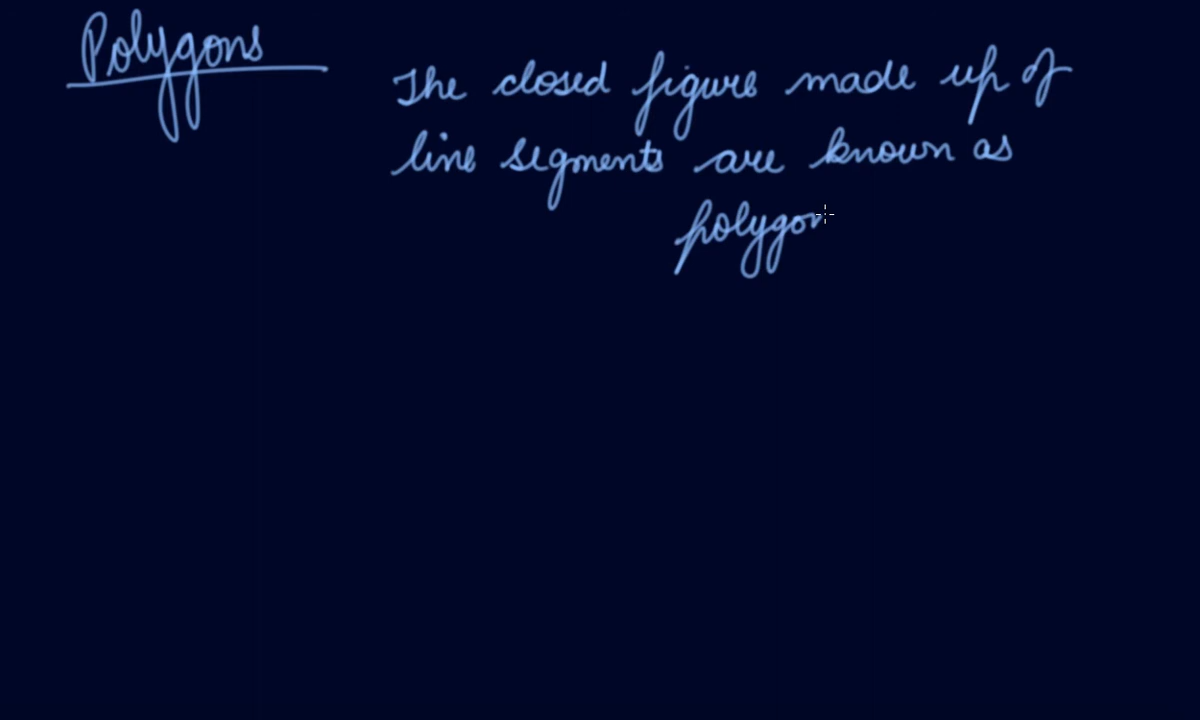 Polygons
The closed figure made up of
line segments are known as
polygon